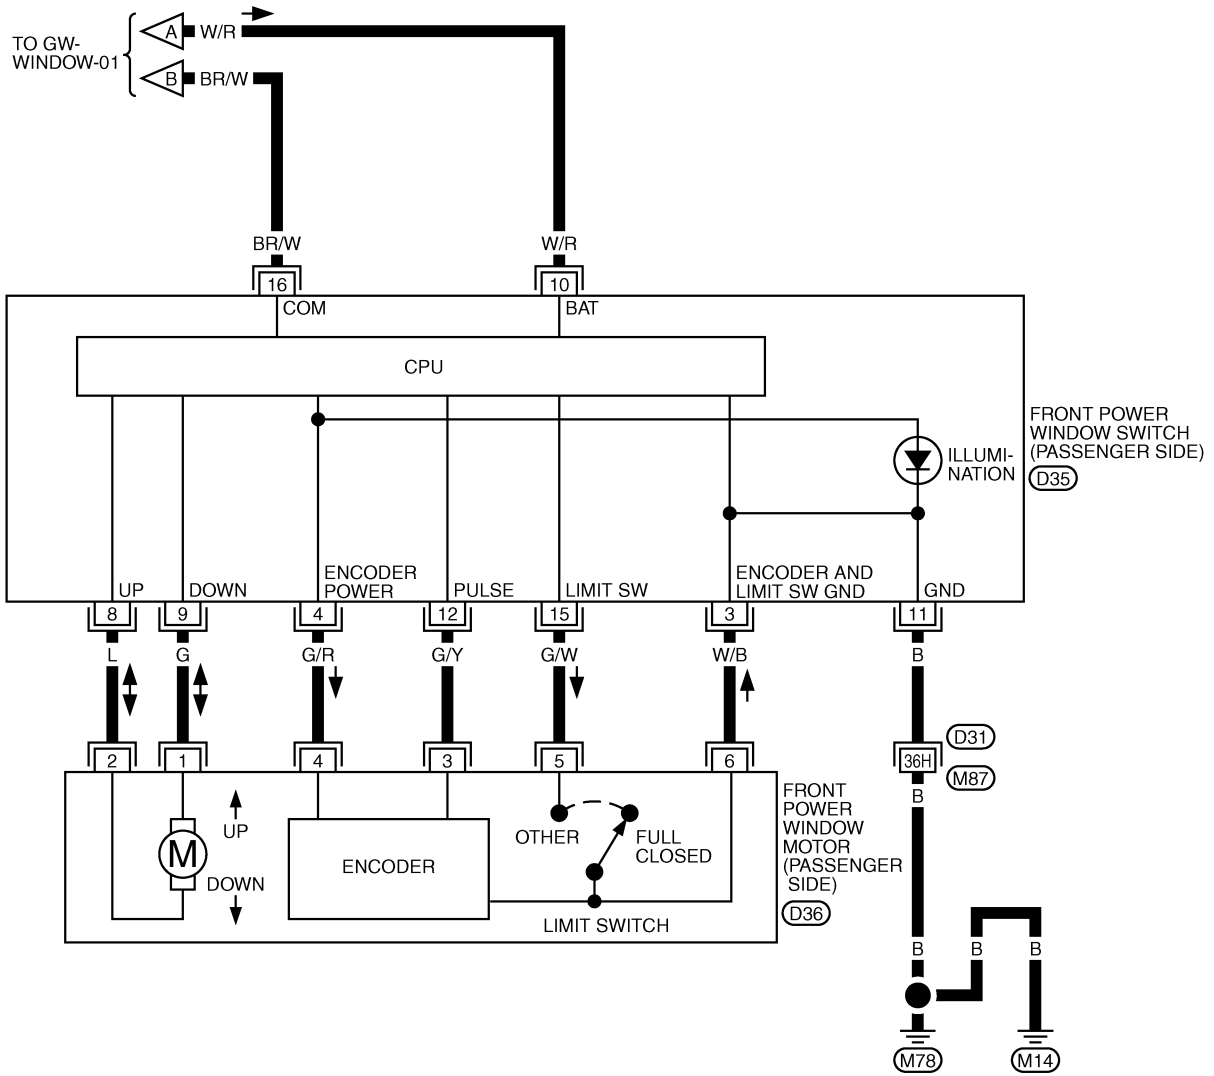 TO GW-
WINDOW-01
A
W/R
B
BR/W
BR/W
W/R
16
10
COM
BAT
CPU
FRONT POWER
WINDOW SWITCH
(PASSENGER SIDE)
D35
ILLUMI-
NATION
UP
DOWN
ENCODER
POWER
PULSE
LIMIT SW
ENCODER AND
LIMIT SW GND
GND
8
9
4
12
15
3
11
L
G
G/R
G/Y
G/W
W/B
B
D31
2
1
4
3
5
6
36H
M87
B
UP
M
DOWN
ENCODER
OTHER
FULL
CLOSED
LIMIT SWITCH
FRONT
POWER
WINDOW
MOTOR
(PASSENGER
SIDE)
D36
B
B
B
M78
M14